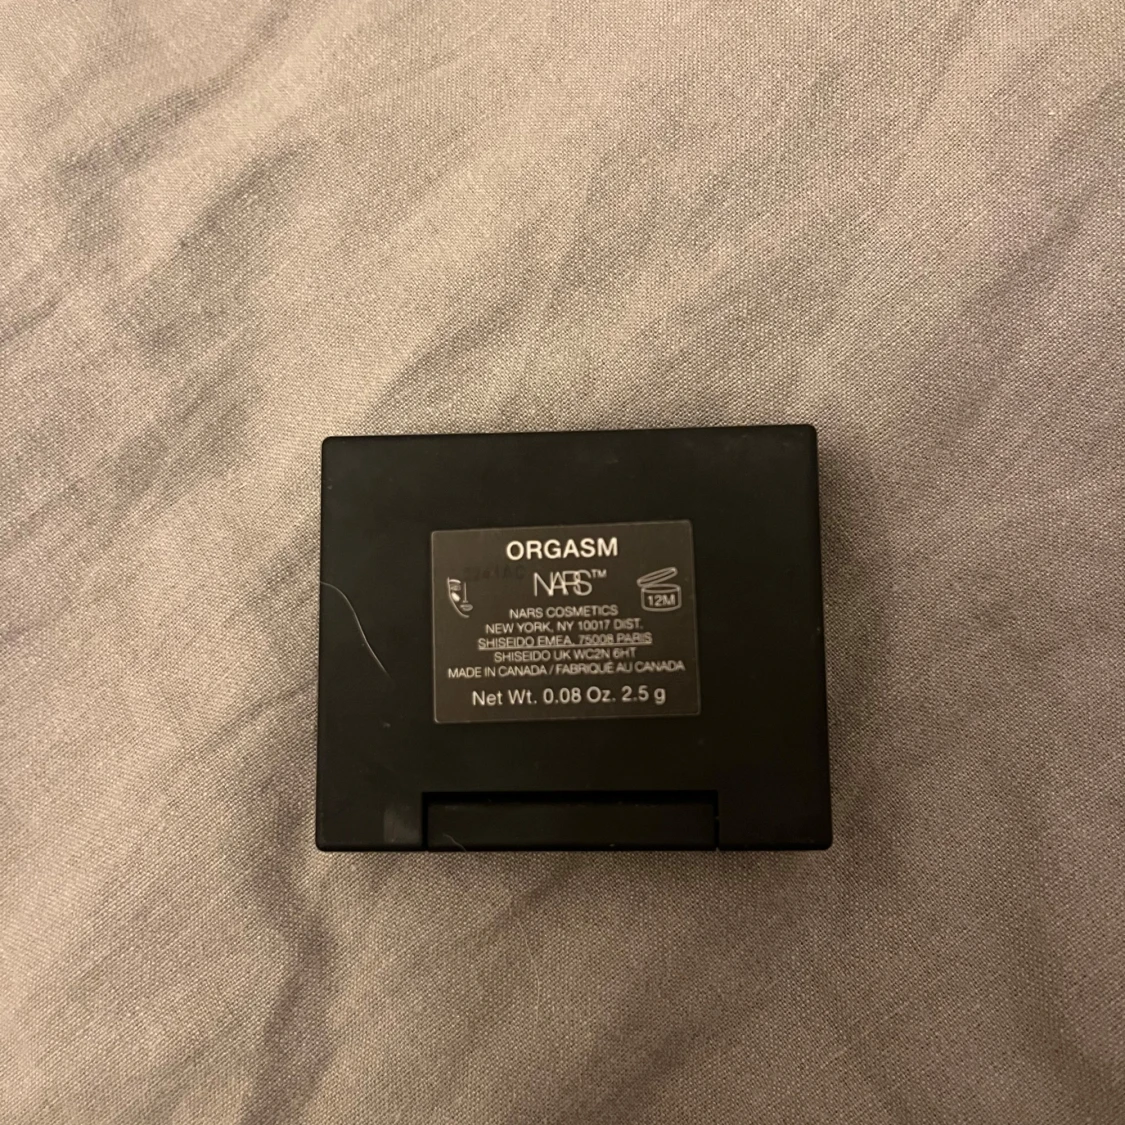 ORGASM
NARS™
12M
NARS COSMETICS
NEW YORK, NY 10017 DIST.
SHISEIDO EMEA, 75008 PARIS
SHISEIDO UK WC2N 6HT
MADE IN CANADA / FABRIQUÉ AU CANADA
Net Wt. 0.08 Oz. 2.5 g